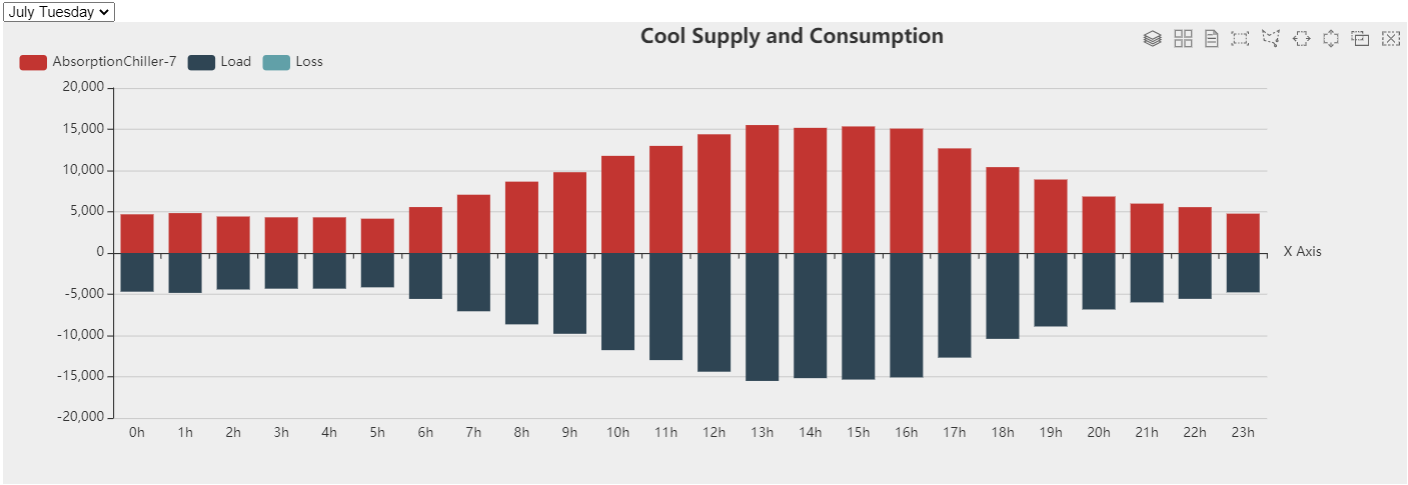 July Tuesday
Cool Supply and Consumption
AbsorptionChiller-7 Load Loss
20,000
15,000
10,000
5,000
0
-5,000
-10,000
-15,000
-20,000
X Axis
0h 1h 2h 3h 4h 5h 6h 7h 8h 9h 10h 11h 12h 13h 14h 15h 16h 17h 18h 19h 20h 21h 22h 23h